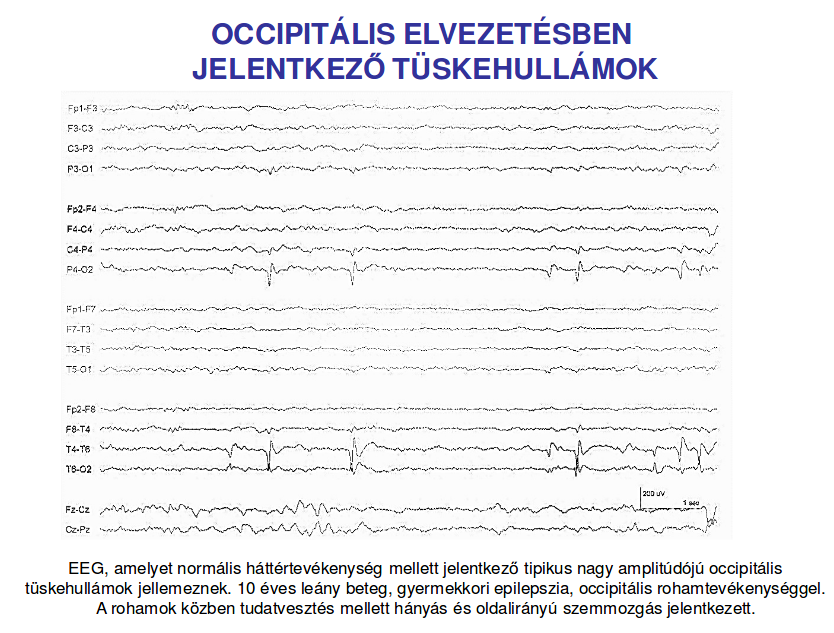 OCCIPITÁLIS ELVEZETÉSBEN
JELENTKEZŐ TÜSKEHULLÁMOK
Fp1-F3
F3-C3
C3-P3
P3-O1
Fp2-F4
F4-C4
C4-P4
P4-O2
Fp1-F7
F7-T3
T3-T5
T5-O1
Fp2-F8
F8-T4
T4-T6
T6-O2
200 uV
1 sec
Fz-Cz
Cz-Pz
EEG, amelyet normális háttértevékenység mellett jelentkező tipikus nagy amplitúdójú occipitális
tüskehullámok jellemeznek. 10 éves leány beteg, gyermekkori epilepszia, occipitális rohamtevékenységgel.
A rohamok közben tudatvesztés mellett hányás és oldalirányú szemmozgás jelentkezett.